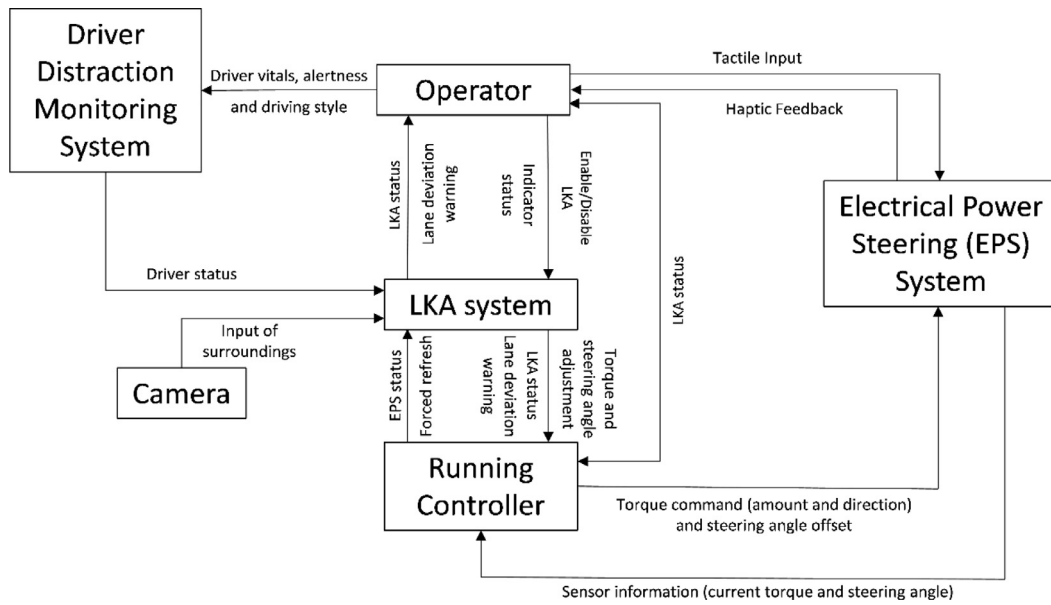 Driver
Distraction
Monitoring
System
Driver vitals, alertness
and driving style
Operator
Tactile Input
Haptic Feedback
LKA status
Lane deviation
warning
Indicator
status
Enable/Disable
LKA
LKA status
Electrical Power
Steering (EPS)
System
Driver status
LKA system
Input of
surroundings
Camera
EPS status
Forced refresh
Lane deviation
warning
LKA status
Torque and
steering angle
adjustment
Running
Controller
Torque command (amount and direction)
and steering angle offset
Sensor information (current torque and steering angle)